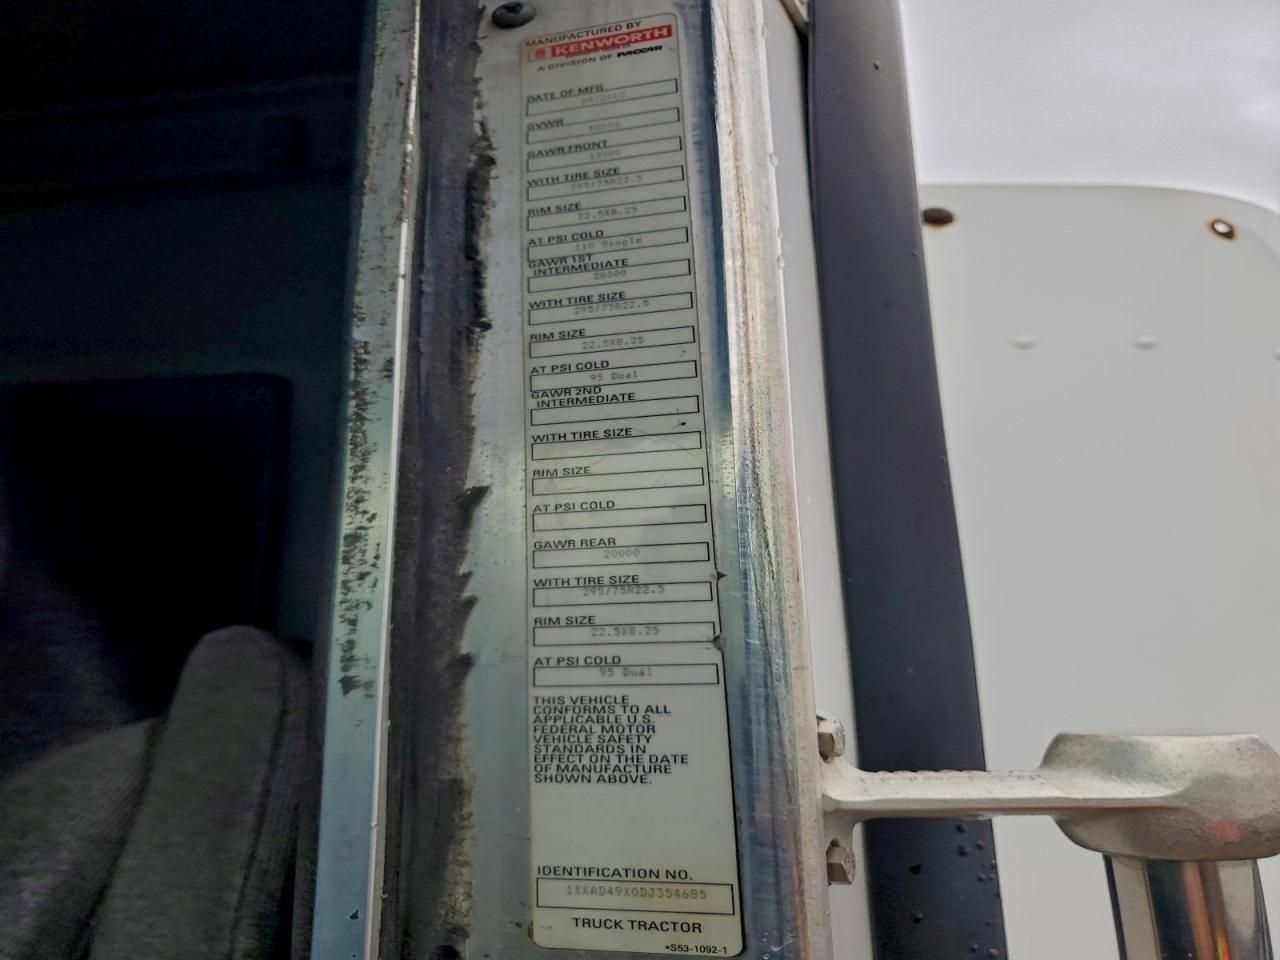 MANUFACTURED BY
KENWORTH
A DIVISION OF PACCAR
DATE OF MFG
GVWR
52000
GAWR FRONT
12000
WITH TIRE SIZE
295/75R22.5
RIM SIZE
22.5X8.25
AT PSI COLD
110 Single
GAWR 1ST
INTERMEDIATE
20000
WITH TIRE SIZE
295/75R22.5
RIM SIZE
22.5X8.25
AT PSI COLD
95 Dual
GAWR 2ND
INTERMEDIATE
WITH TIRE SIZE
RIM SIZE
AT PSI COLD
GAWR REAR
20000
WITH TIRE SIZE
295/75R22.5
RIM SIZE
22.5X8.25
AT PSI COLD
95 Dual
THIS VEHICLE
CONFORMS TO ALL
APPLICABLE U.S.
FEDERAL MOTOR
VEHICLE SAFETY
STANDARDS IN
EFFECT ON THE DATE
OF MANUFACTURE
SHOWN ABOVE.
IDENTIFICATION NO.
1XKAD49X0DJ354685
TRUCK TRACTOR
*S53-1092-1